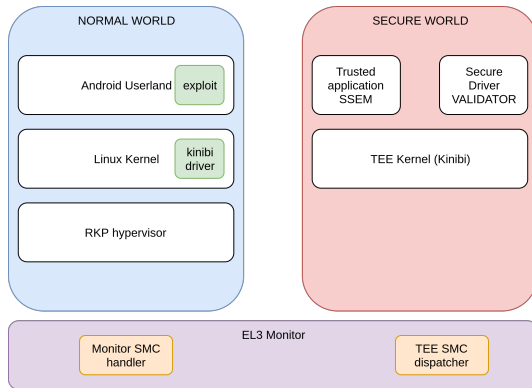 NORMAL WORLD
Android Userland
exploit
Linux Kernel
kinibi
driver
RKP hypervisor
SECURE WORLD
Trusted
application
SSEM
Secure
Driver
VALIDATOR
TEE Kernel (Kinibi)
EL3 Monitor
Monitor SMC
handler
TEE SMC
dispatcher